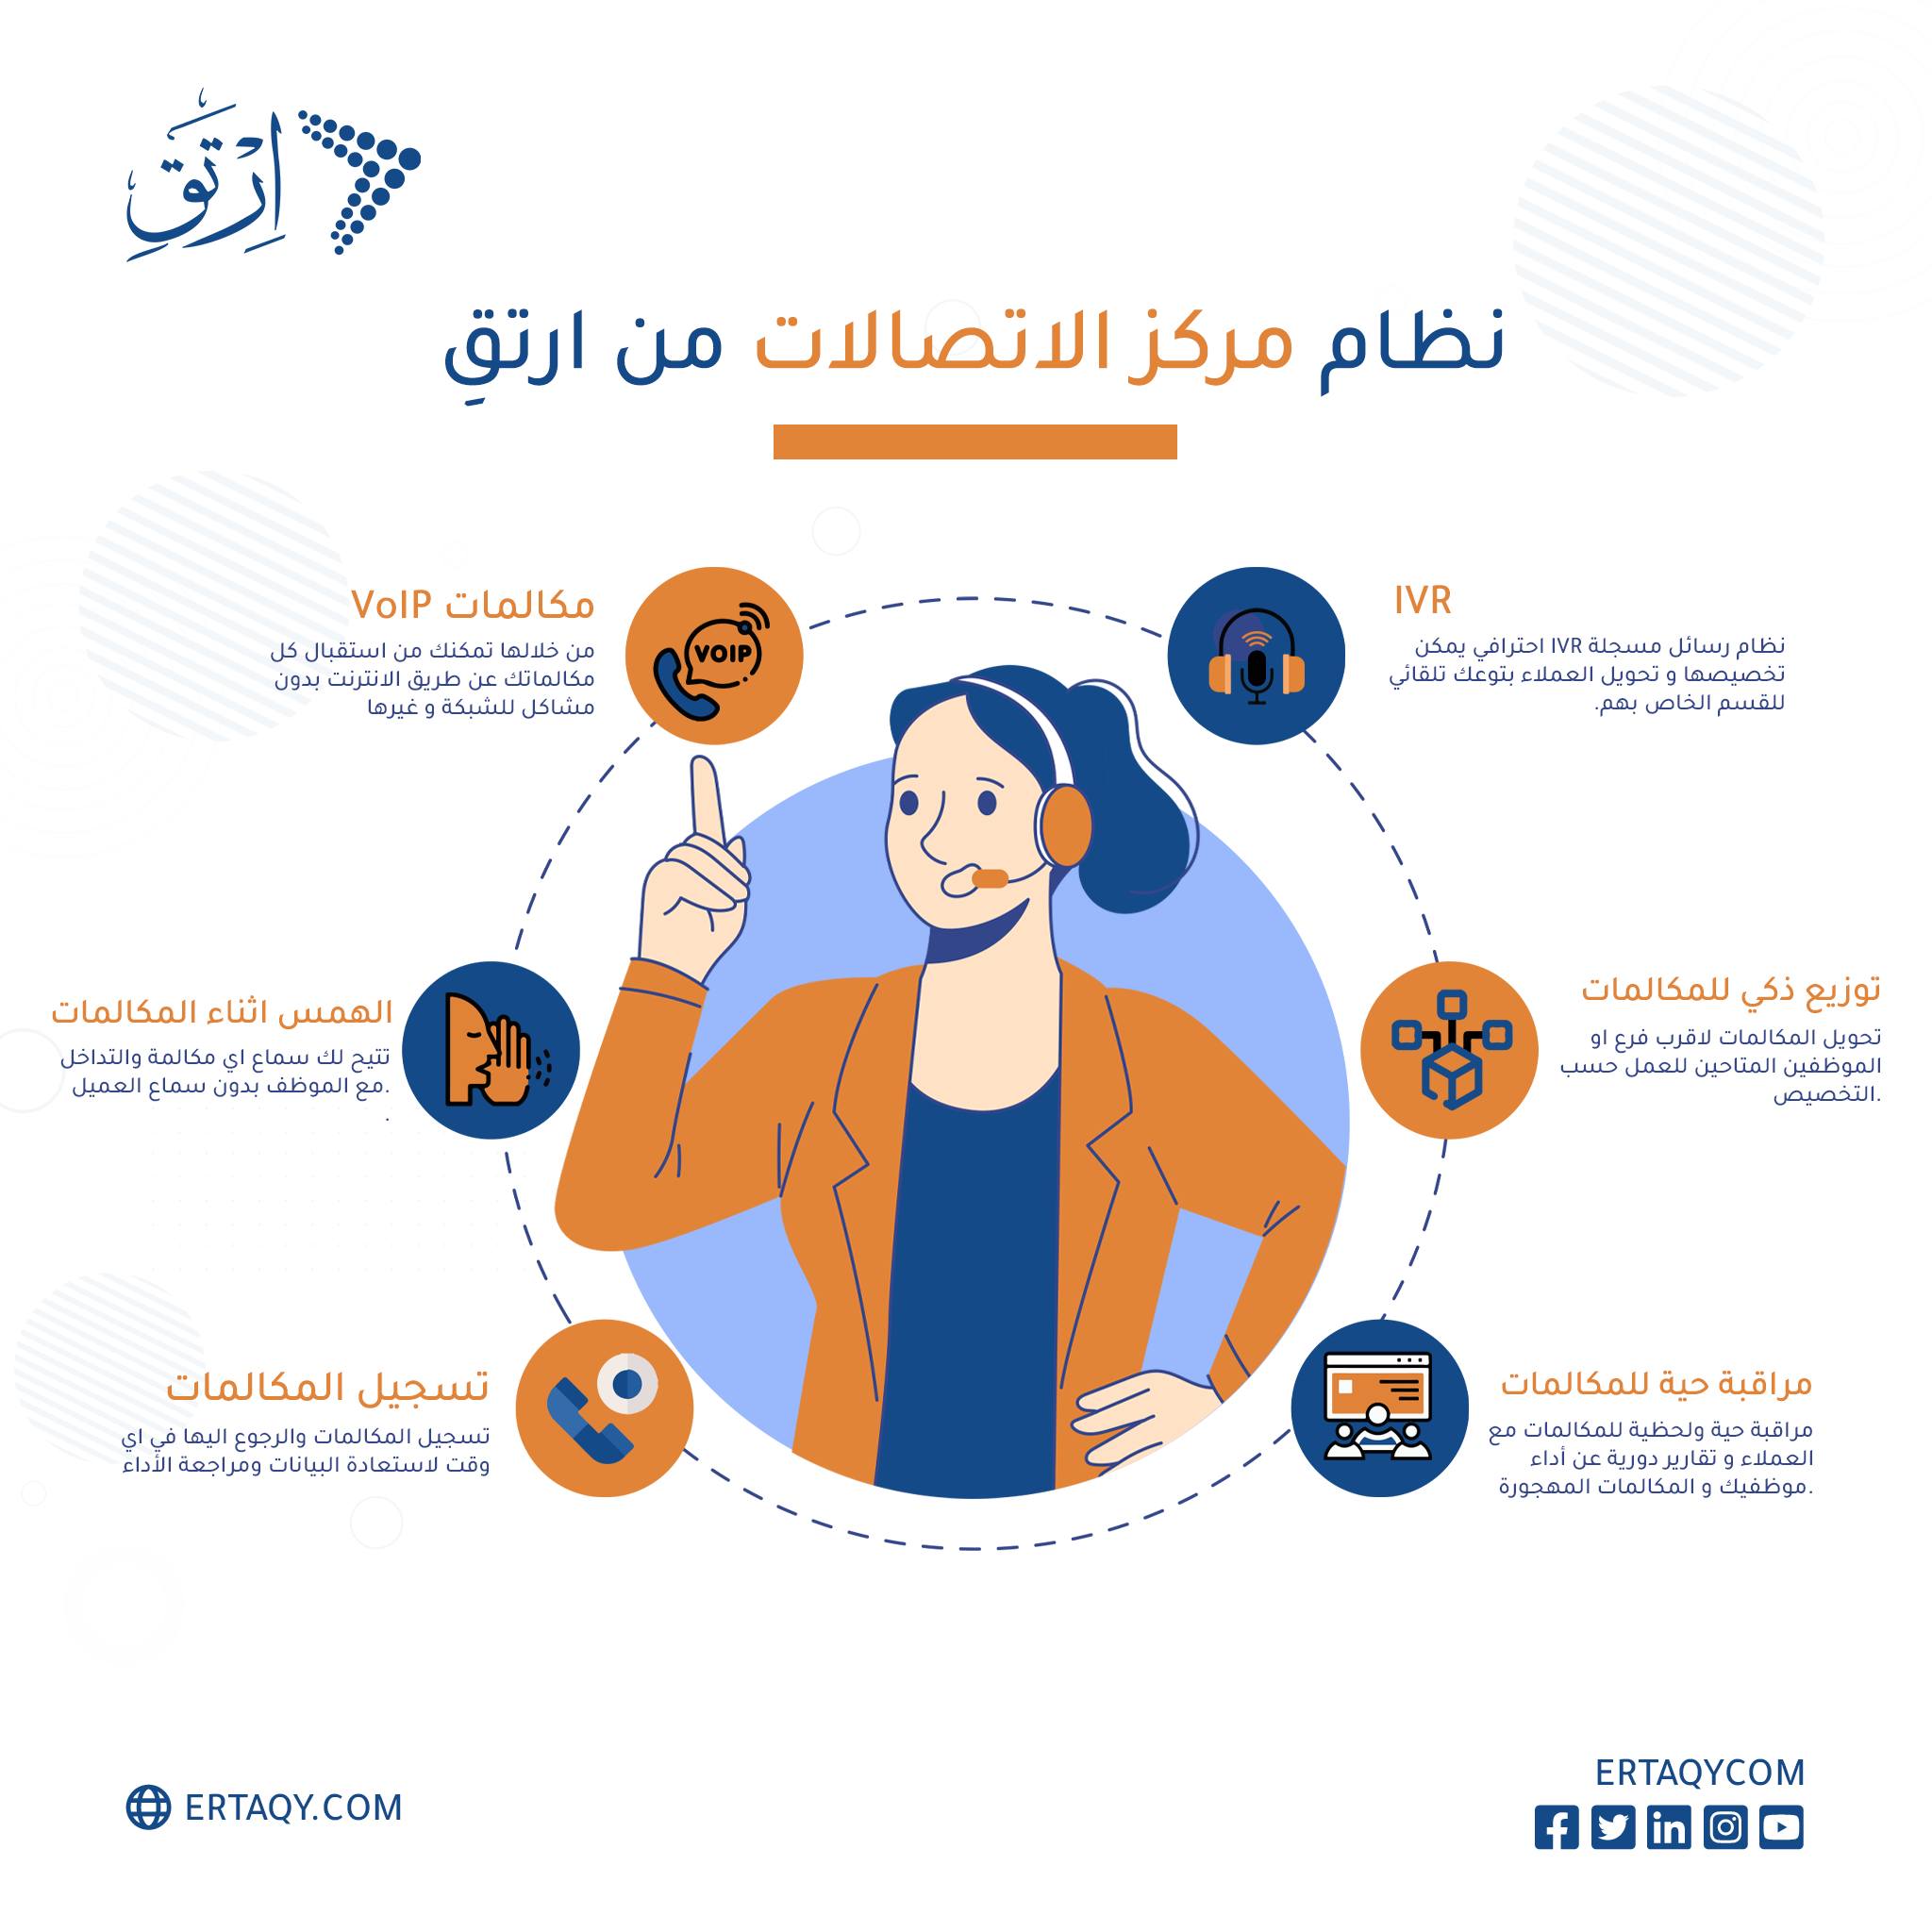 اِرْتَقِ
نظام مركز الاتصالات من ارتقِ
IVR
نظام رسائل مسجلة IVR احترافي يمكن
تخصيصها و تحويل العملاء بتوعك تلقائي
للقسم الخاص بهم.
مكالمات VoIP
من خلالها تمكنك من استقبال كل
مكالماتك عن طريق الانترنت بدون
مشاكل للشبكة و غيرها
VOIP
توزيع ذكي للمكالمات
تحويل المكالمات لاقرب فرع او
الموظفين المتاحين للعمل حسب
.التخصيص
الهمس اثناء المكالمات
تتيح لك سماع اي مكالمة والتداخل
.مع الموظف بدون سماع العميل
.
مراقبة حية للمكالمات
مراقبة حية ولحظية للمكالمات مع
العملاء و تقارير دورية عن أداء
.موظفيك و المكالمات المهجورة
تسجيل المكالمات
تسجيل المكالمات والرجوع اليها في اي
وقت لاستعادة البيانات ومراجعة الأداء
ERTAQYCOM
ERTAQY.COM